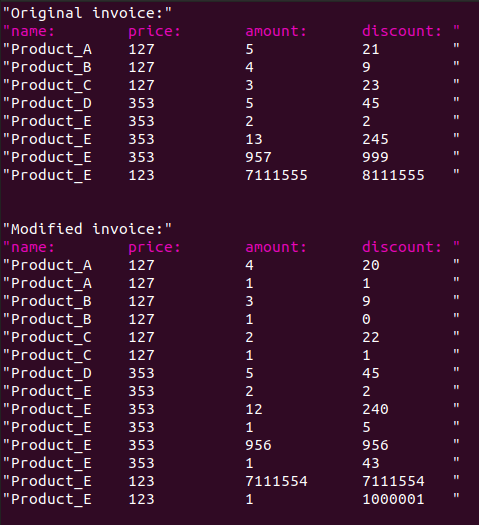 "Original invoice:"
"name: price: amount: discount: "
"Product_A 127 5 21 "
"Product_B 127 4 9 "
"Product_C 127 3 23 "
"Product_D 353 5 45 "
"Product_E 353 2 2 "
"Product_E 353 13 245 "
"Product_E 353 957 999 "
"Product_E 123 7111555 8111555 "
"Modified invoice:"
"name: price: amount: discount: "
"Product_A 127 4 20 "
"Product_A 127 1 1 "
"Product_B 127 3 9 "
"Product_B 127 1 0 "
"Product_C 127 2 22 "
"Product_C 127 1 1 "
"Product_D 353 5 45 "
"Product_E 353 2 2 "
"Product_E 353 12 240 "
"Product_E 353 1 5 "
"Product_E 353 956 956 "
"Product_E 353 1 43 "
"Product_E 123 7111554 7111554 "
"Product_E 123 1 1000001 "